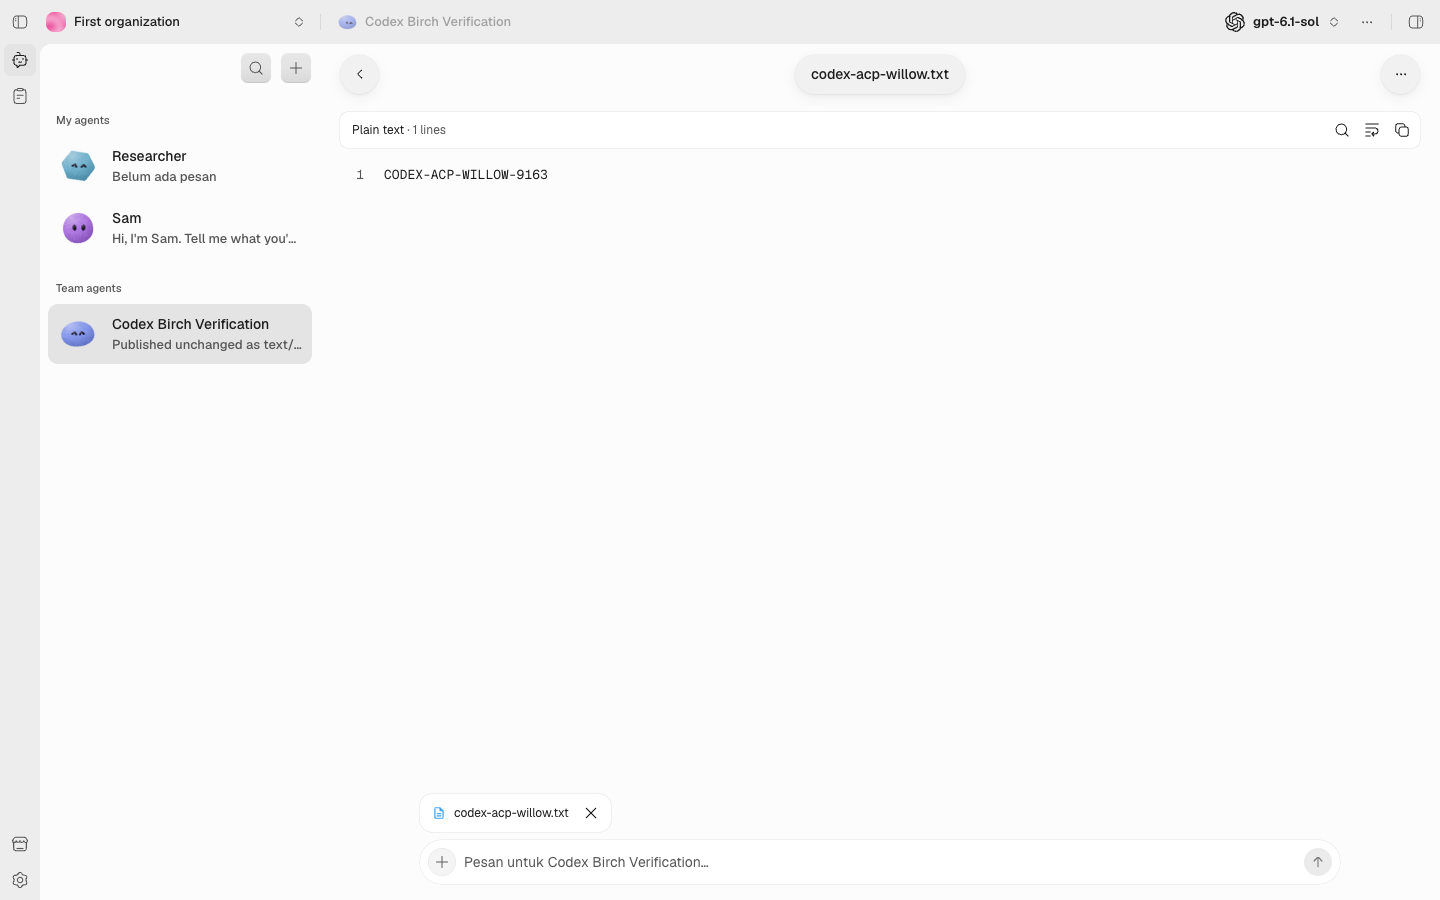 First organization
Codex Birch Verification
gpt-6.1-sol
codex-acp-willow.txt
Plain text · 1 lines
1 CODEX-ACP-WILLOW-9163
My agents
Researcher
Belum ada pesan
Sam
Hi, I'm Sam. Tell me what you'...
Team agents
Codex Birch Verification
Published unchanged as text/...
codex-acp-willow.txt
Pesan untuk Codex Birch Verification...